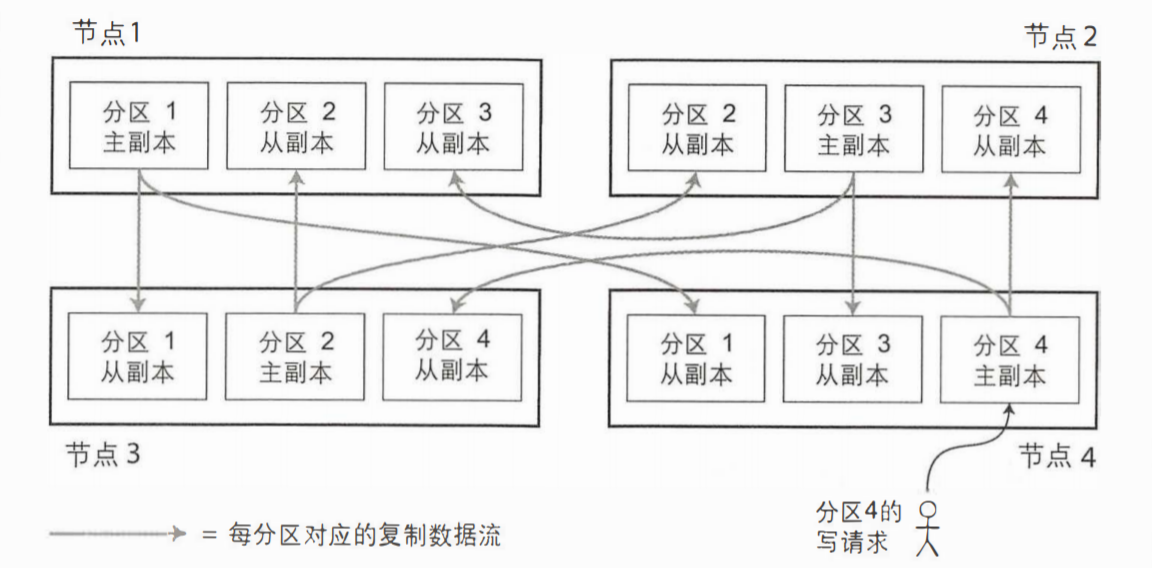 节点1
节点2
分区 1
主副本
分区 2
从副本
分区 3
从副本
分区 2
从副本
分区 3
主副本
分区 4
从副本
分区 1
从副本
分区 2
主副本
分区 4
从副本
分区 1
从副本
分区 3
从副本
分区 4
主副本
节点3
节点4
= 每分区对应的复制数据流
分区4的
写请求